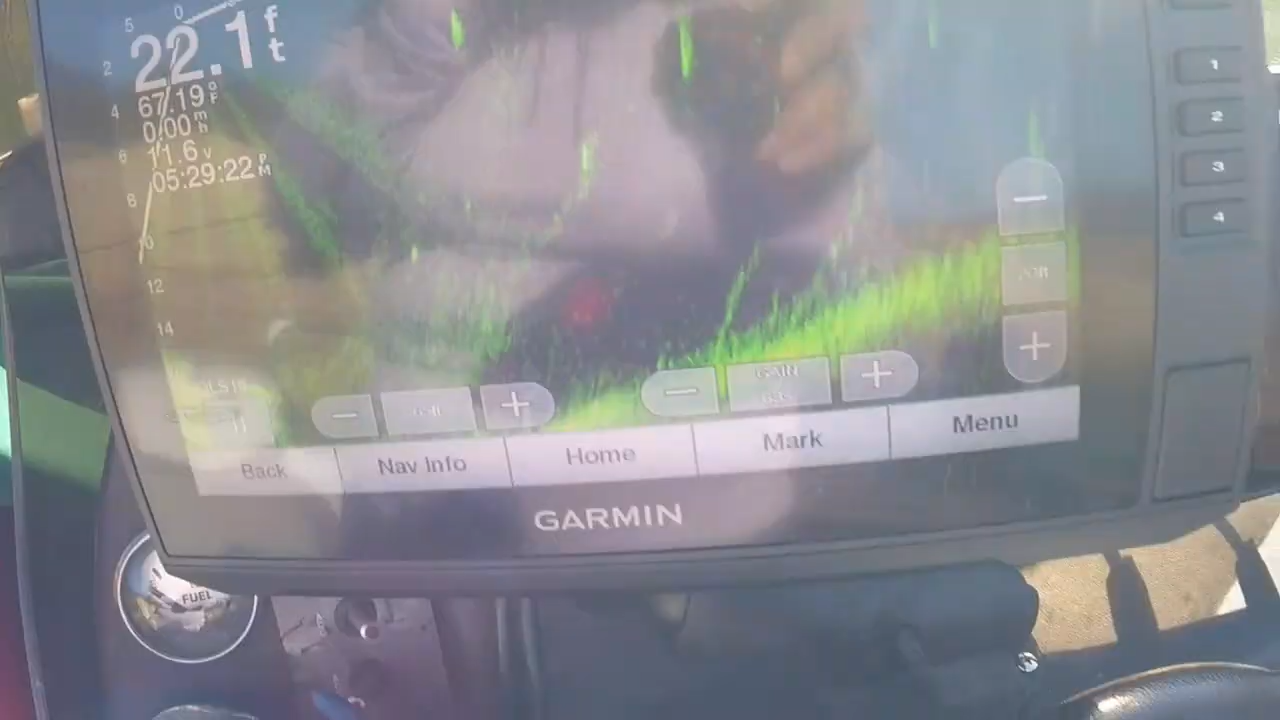 5 0
22.1 ft
2
67.19 °F
4
0.00 mh
6 11.6 v
05:29:22 PM
8
10
12
14
GAIN
Back Nav Info Home Mark Menu
GARMIN
1
2
3
4
FUEL